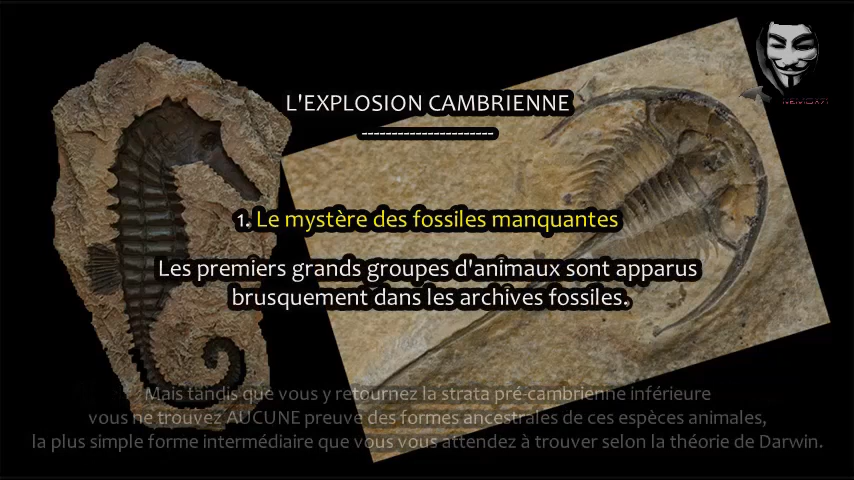 L'EXPLOSION CAMBRIENNE
----------------------
1. Le mystère des fossiles manquantes
Les premiers grands groupes d'animaux sont apparus
brusquement dans les archives fossiles.
Mais tandis que vous y retournez la strata pré-cambrienne inférieure
vous ne trouvez AUCUNE preuve des formes ancestrales de ces espèces animales,
la plus simple forme intermédiaire que vous vous attendez à trouver selon la théorie de Darwin.